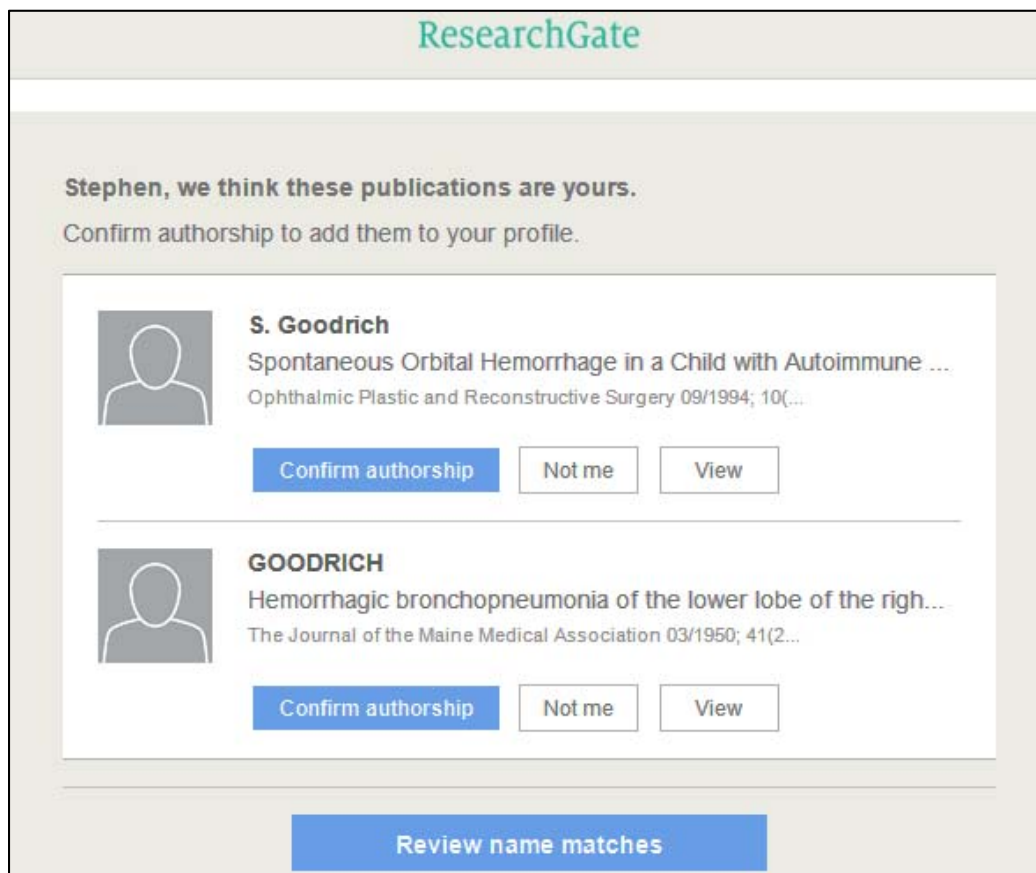 ResearchGate
Stephen, we think these publications are yours.
Confirm authorship to add them to your profile.
S. Goodrich
Spontaneous Orbital Hemorrhage in a Child with Autoimmune ...
Ophthalmic Plastic and Reconstructive Surgery 09/1994; 10(...
Confirm authorship Not me View
GOODRICH
Hemorrhagic bronchopneumonia of the lower lobe of the righ...
The Journal of the Maine Medical Association 03/1950; 41(2...
Confirm authorship Not me View
Review name matches